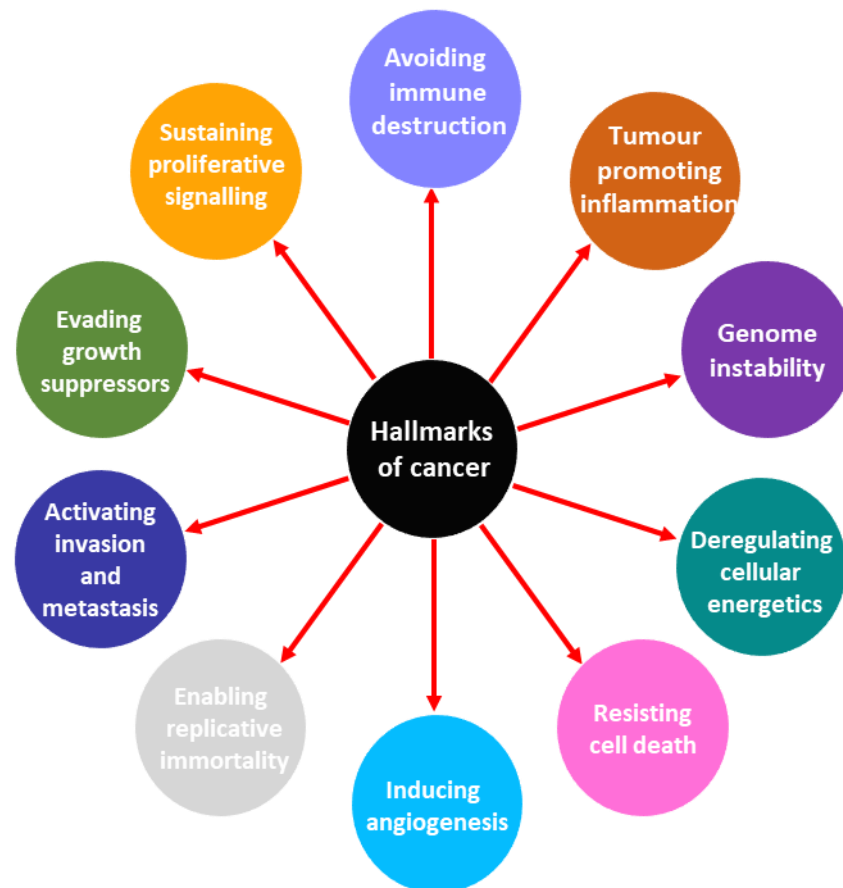 Avoiding
immune
destruction
Sustaining
proliferative
signalling
Tumour
promoting
inflammation
Evading
growth
suppressors
Genome
instability
Hallmarks
of cancer
Activating
invasion
and
metastasis
Deregulating
cellular
energetics
Enabling
replicative
immortality
Resisting
cell death
Inducing
angiogenesis